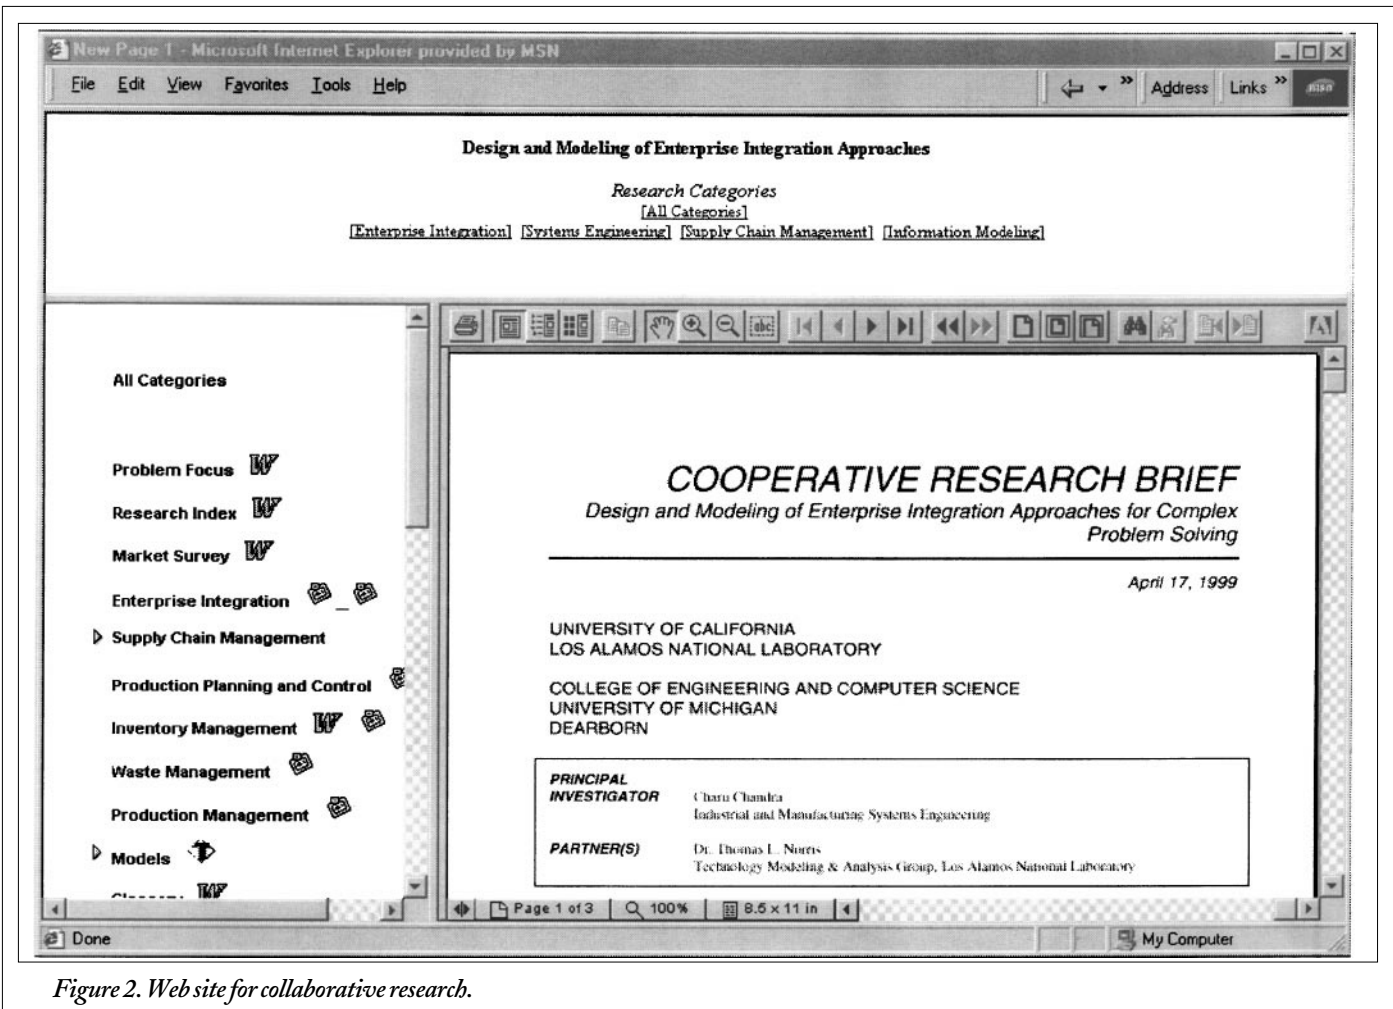 New Page 1 - Microsoft Internet Explorer provided by MSN
File Edit View Favorites Tools Help
» Address Links » msn
Design and Modeling of Enterprise Integration Approaches
Research Categories
[All Categories]
[Enterprise Integration] [Systems Engineering] [Supply Chain Management] [Information Modeling]
All Categories
Problem Focus W
Research Index W
Market Survey W
Enterprise Integration _
Supply Chain Management
Production Planning and Control
Inventory Management W
Waste Management
Production Management
Models
Glossary W
abc
COOPERATIVE RESEARCH BRIEF
Design and Modeling of Enterprise Integration Approaches for Complex
Problem Solving
April 17, 1999
UNIVERSITY OF CALIFORNIA
LOS ALAMOS NATIONAL LABORATORY
COLLEGE OF ENGINEERING AND COMPUTER SCIENCE
UNIVERSITY OF MICHIGAN
DEARBORN
PRINCIPAL
INVESTIGATOR Charu Chandra
Industrial and Manufacturing Systems Engineering
PARTNER(S) Dr. Thomas L. Norris
Technology Modeling & Analysis Group, Los Alamos National Laboratory
Page 1 of 3 100% 8.5 x 11 in
Done My Computer
Figure 2. Web site for collaborative research.